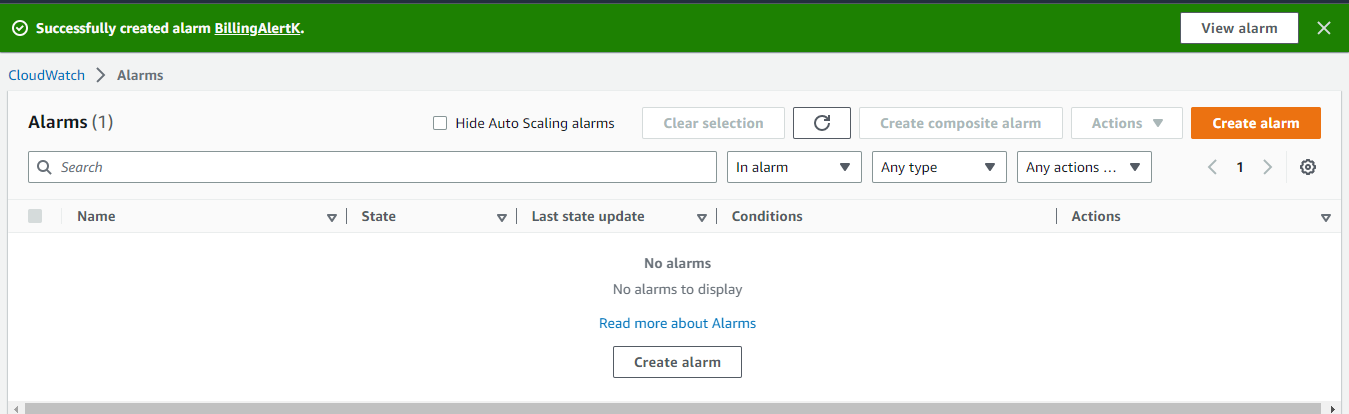 Successfully created alarm BillingAlertK.
View alarm
CloudWatch
Alarms
Alarms (1)
Hide Auto Scaling alarms
Clear selection
Create composite alarm
Actions
Create alarm
Search
In alarm
Any type
Any actions ...
1
Name
State
Last state update
Conditions
Actions
No alarms
No alarms to display
Read more about Alarms
Create alarm